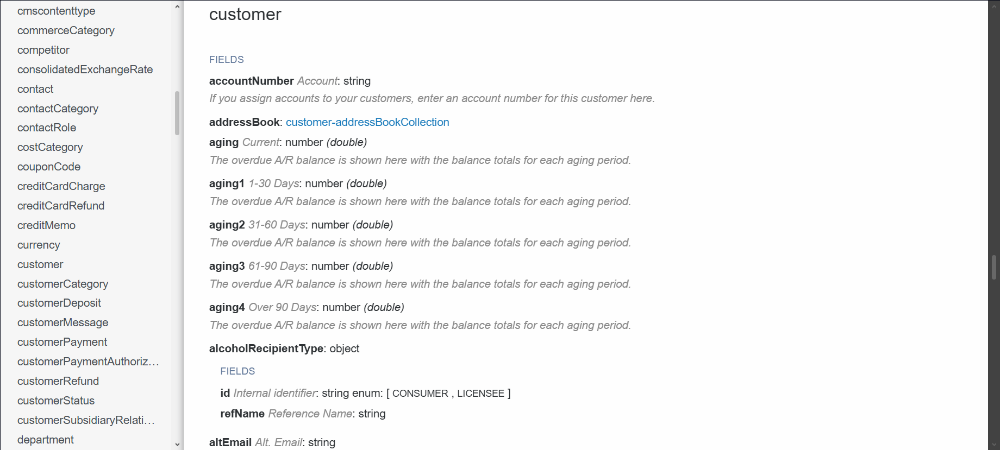 cmscontenttype
commerceCategory
competitor
consolidatedExchangeRate
contact
contactCategory
contactRole
costCategory
couponCode
creditCardCharge
creditCardRefund
creditMemo
currency
customer
customerCategory
customerDeposit
customerMessage
customerPayment
customerPaymentAuthoriz…
customerRefund
customerStatus
customerSubsidiaryRelati…
department
customer
FIELDS
accountNumber Account: string
If you assign accounts to your customers, enter an account number for this customer here.
addressBook: customer-addressBookCollection
aging Current: number (double)
The overdue A/R balance is shown here with the balance totals for each aging period.
aging1 1-30 Days: number (double)
The overdue A/R balance is shown here with the balance totals for each aging period.
aging2 31-60 Days: number (double)
The overdue A/R balance is shown here with the balance totals for each aging period.
aging3 61-90 Days: number (double)
The overdue A/R balance is shown here with the balance totals for each aging period.
aging4 Over 90 Days: number (double)
The overdue A/R balance is shown here with the balance totals for each aging period.
alcoholRecipientType: object
FIELDS
id Internal identifier: string enum: [ CONSUMER , LICENSEE ]
refName Reference Name: string
altEmail Alt. Email: string